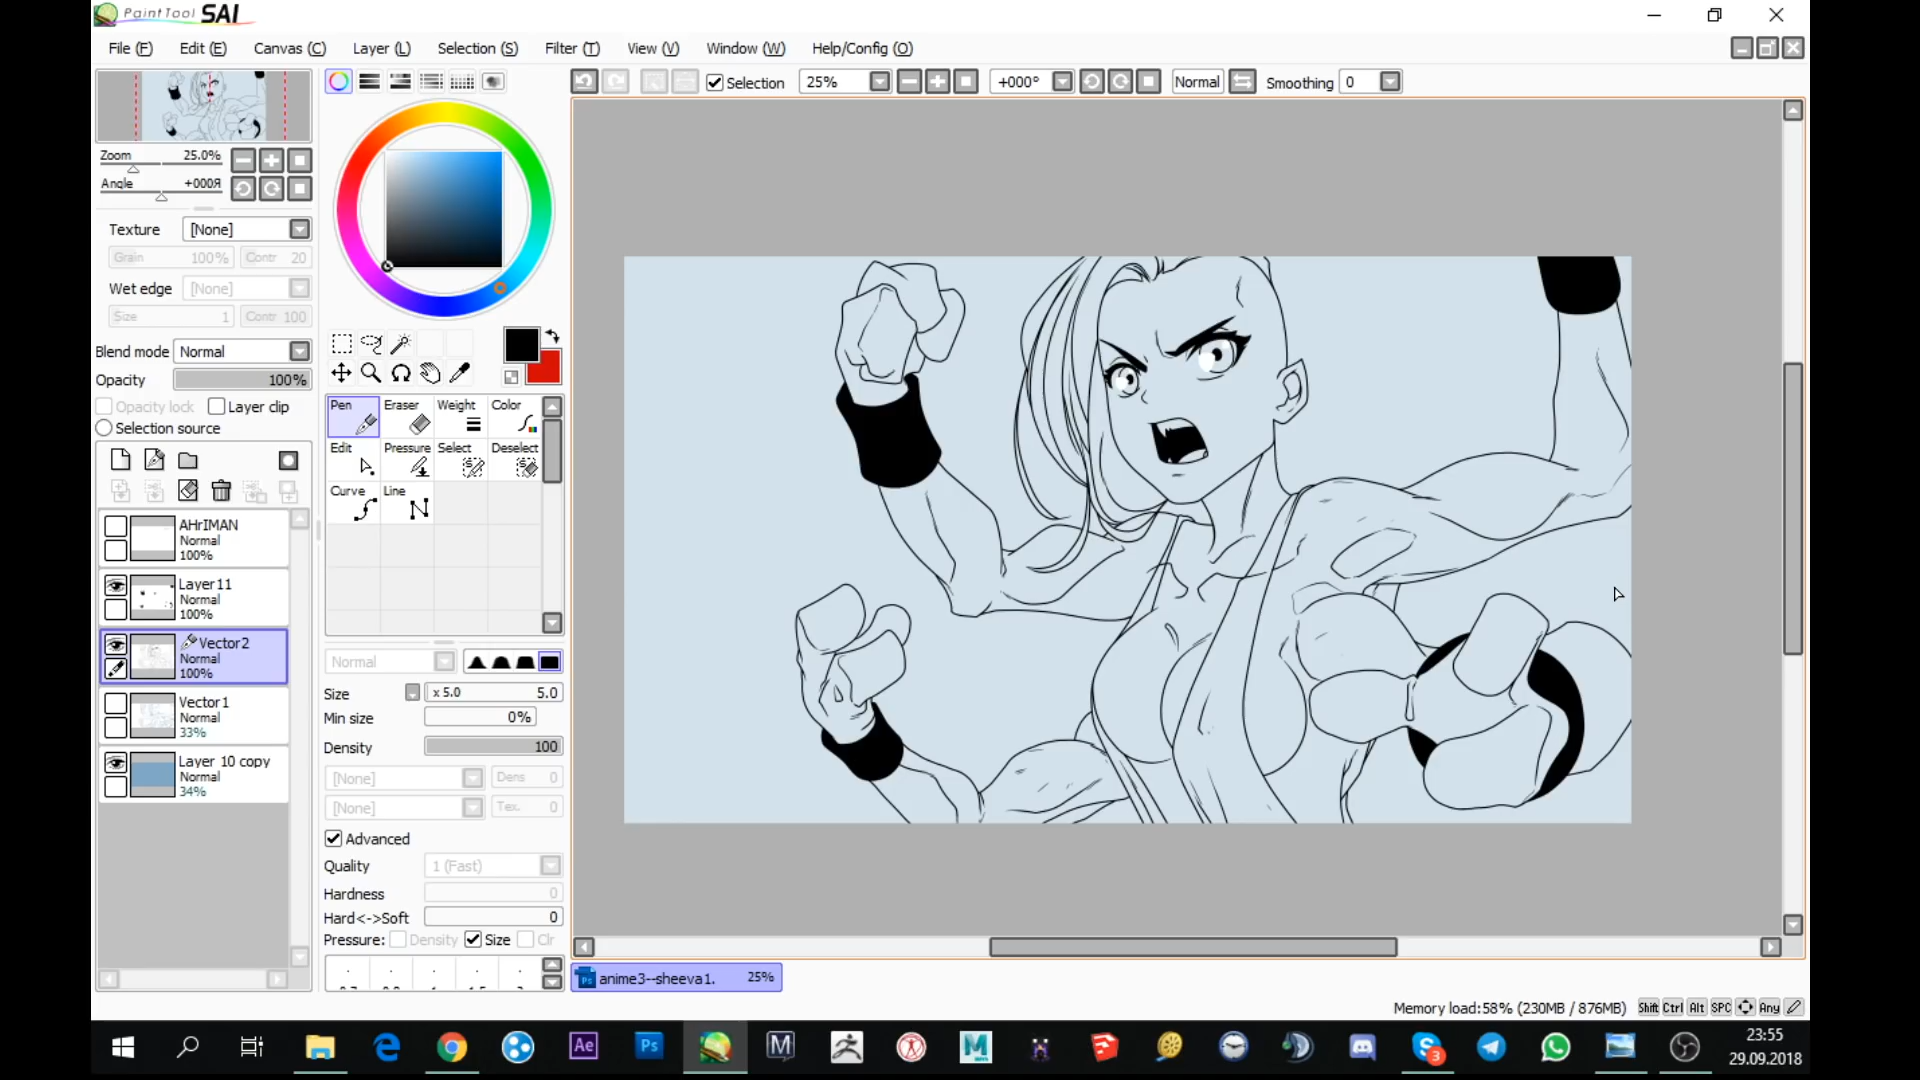 PaintTool SAI
File (F) Edit (E) Canvas (C) Layer (L) Selection (S) Filter (T) View (V) Window (W) Help/Config (O)
Selection 25% +000° Normal Smoothing 0
Zoom 25.0%
Angle +000Я
Texture [None]
Grain 100% Contr 20
Wet edge [None]
Size 1 Contr 100
Blend mode Normal
Opacity 100%
Opacity lock Layer clip
Selection source
AHrIMAN
Normal
100%
Layer11
Normal
100%
Vector2
Normal
100%
Vector1
Normal
33%
Layer 10 copy
Normal
34%
Pen Eraser Weight Color
Edit Pressure Select Deselect
Curve Line
Normal
Size x 5.0 5.0
Min size 0%
Density 100
[None] Dens 0
[None] Tex. 0
Advanced
Quality 1 (Fast)
Hardness 0
Hard<->Soft 0
Pressure: Density Size Clr
anime3--sheeva1. 25%
Memory load:58% (230MB / 876MB) Shift Ctrl Alt SPC Any
Ae Ps M M S 3
23:55
29.09.2018